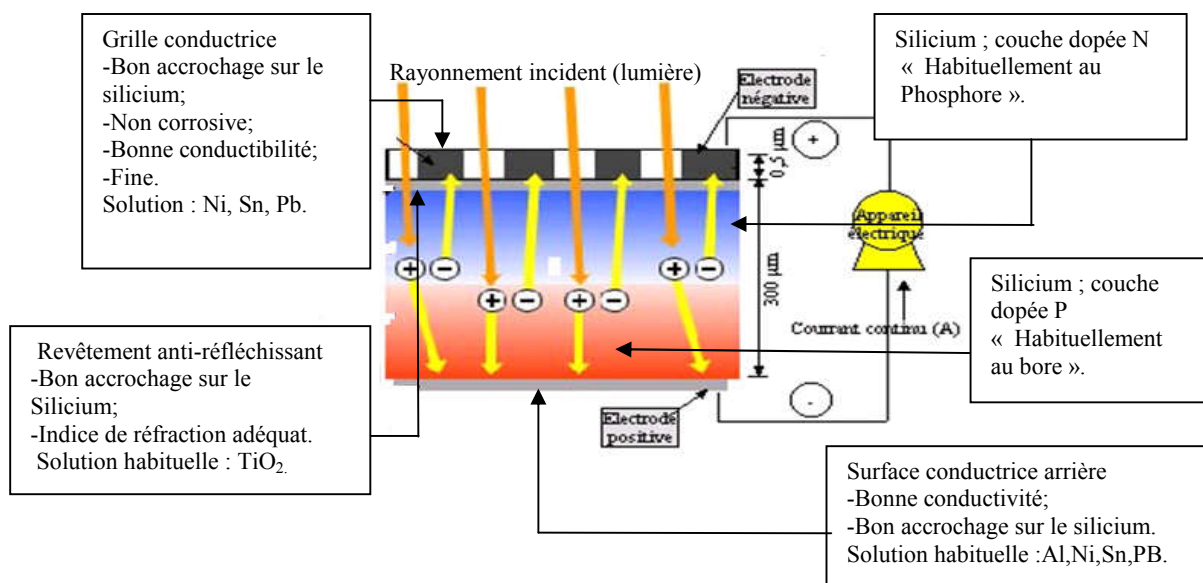 Grille conductrice
-Bon accrochage sur le
silicium;
-Non corrosive;
-Bonne conductibilité;
-Fine.
Solution : Ni, Sn, Pb.
Rayonnement incident (lumière)
Electrode
négative
+
0,5 µm
Silicium ; couche dopée N
« Habituellement au
Phosphore ».
Appareil
électrique
300 µm
+ - + - + - + -
Courrant continu (A)
Silicium ; couche
dopée P
« Habituellement
au bore ».
Revêtement anti-réfléchissant
-Bon accrochage sur le
Silicium;
-Indice de réfraction adéquat.
Solution habituelle : TiO2.
-
Electrode
positive
Surface conductrice arrière
-Bonne conductivité;
-Bon accrochage sur le silicium.
Solution habituelle :Al,Ni,Sn,PB.